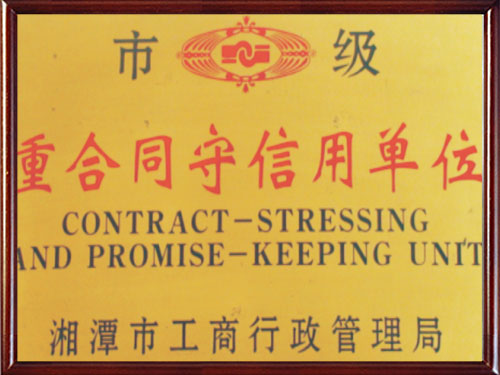 市 级
重合同守信用单位
CONTRACT-STRESSING
AND PROMISE-KEEPING UNIT
湘潭市工商行政管理局